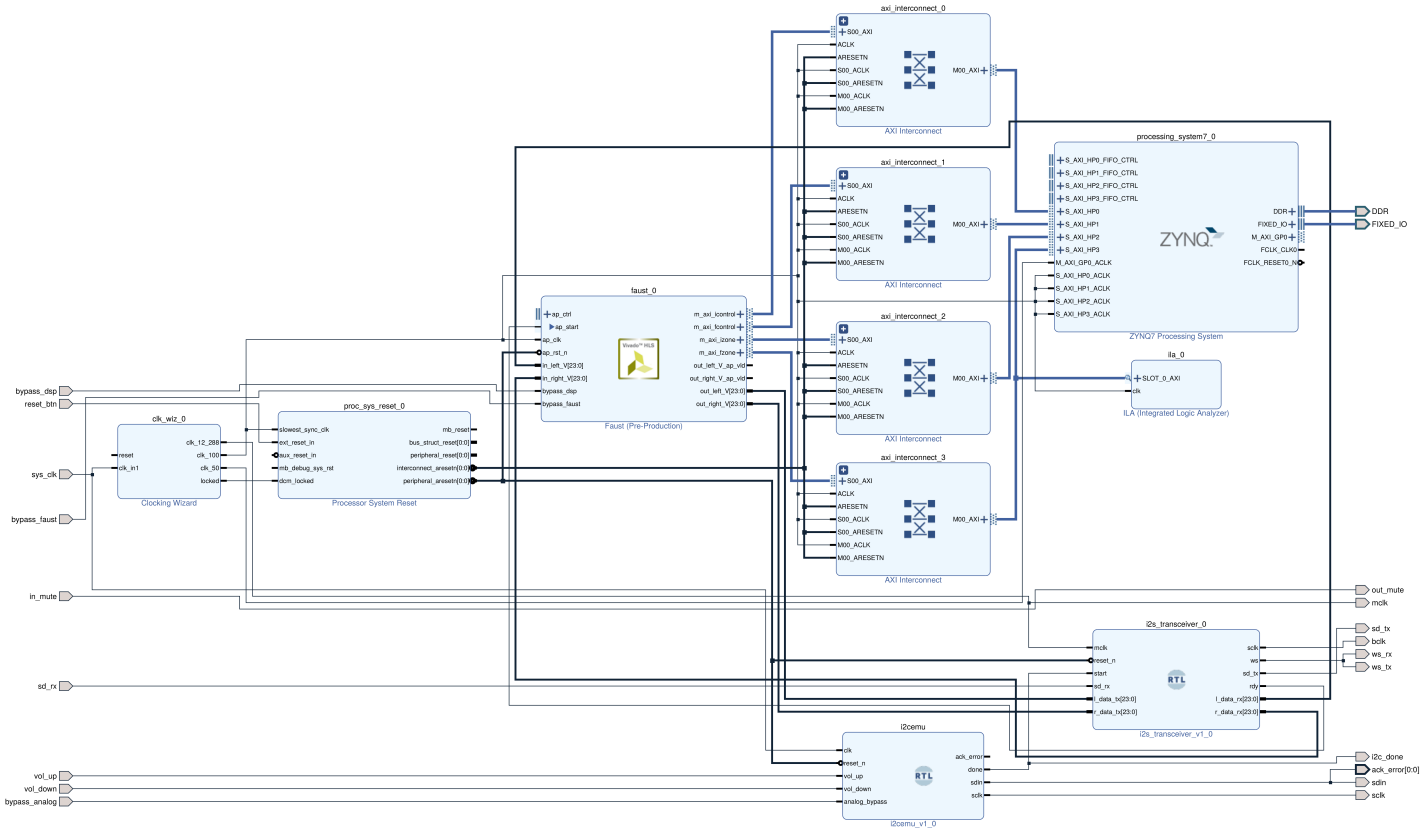 axi_interconnect_0
S00_AXI
ACLK
ARESETN
S00_ACLK
S00_ARESETN
M00_ACLK
M00_ARESETN
M00_AXI
AXI Interconnect
axi_interconnect_1
S00_AXI
ACLK
ARESETN
S00_ACLK
S00_ARESETN
M00_ACLK
M00_ARESETN
M00_AXI
AXI Interconnect
processing_system7_0
S_AXI_HP0_FIFO_CTRL
S_AXI_HP1_FIFO_CTRL
S_AXI_HP2_FIFO_CTRL
S_AXI_HP3_FIFO_CTRL
S_AXI_HP0
S_AXI_HP1
S_AXI_HP2
S_AXI_HP3
M_AXI_GP0_ACLK
S_AXI_HP0_ACLK
S_AXI_HP1_ACLK
S_AXI_HP2_ACLK
S_AXI_HP3_ACLK
ZYNQ
DDR
FIXED_IO
M_AXI_GP0
FCLK_CLK0
FCLK_RESET0_N
ZYNQ7 Processing System
DDR
FIXED_IO
faust_0
ap_ctrl
ap_start
ap_clk
ap_rst_n
in_left_V[23:0]
in_right_V[23:0]
bypass_dsp
bypass_faust
Vivado™ HLS
m_axi_icontrol
m_axi_fcontrol
m_axi_izone
m_axi_fzone
out_left_V_ap_vld
out_right_V_ap_vld
out_left_V[23:0]
out_right_V[23:0]
Faust (Pre-Production)
axi_interconnect_2
S00_AXI
ACLK
ARESETN
S00_ACLK
S00_ARESETN
M00_ACLK
M00_ARESETN
M00_AXI
AXI Interconnect
ila_0
SLOT_0_AXI
clk
ILA (Integrated Logic Analyzer)
bypass_dsp
reset_btn
sys_clk
bypass_faust
in_mute
sd_rx
vol_up
vol_down
bypass_analog
clk_wiz_0
reset
clk_in1
clk_12_288
clk_100
clk_50
locked
Clocking Wizard
proc_sys_reset_0
slowest_sync_clk
ext_reset_in
aux_reset_in
mb_debug_sys_rst
dcm_locked
mb_reset
bus_struct_reset[0:0]
peripheral_reset[0:0]
interconnect_aresetn[0:0]
peripheral_aresetn[0:0]
Processor System Reset
axi_interconnect_3
S00_AXI
ACLK
ARESETN
S00_ACLK
S00_ARESETN
M00_ACLK
M00_ARESETN
M00_AXI
AXI Interconnect
i2s_transceiver_0
mclk
reset_n
start
sd_rx
l_data_tx[23:0]
r_data_tx[23:0]
RTL
sclk
ws
sd_tx
rdy
l_data_rx[23:0]
r_data_rx[23:0]
i2s_transceiver_v1_0
i2cemu
clk
reset_n
vol_up
vol_down
analog_bypass
RTL
ack_error
done
sdin
sclk
i2cemu_v1_0
out_mute
mclk
sd_tx
bclk
ws_rx
ws_tx
i2c_done
ack_error[0:0]
sdin
sclk